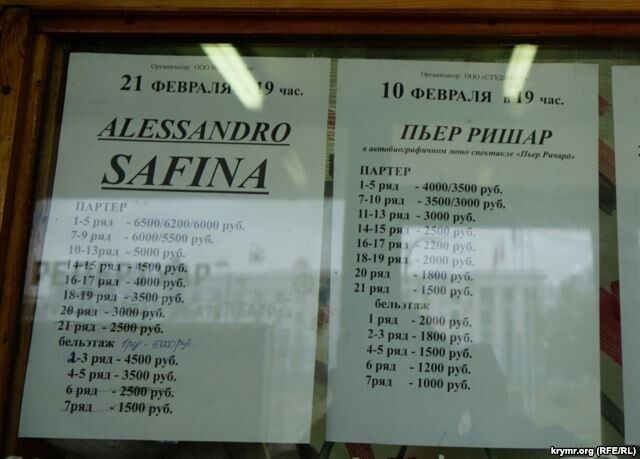 Организатор: ООО
21 ФЕВРАЛЯ в 19 час.
ALESSANDRO
SAFINA
ПАРТЕР
1-5 ряд - 6500/6200/6000 руб.
7-9 ряд - 6000/5500 руб.
10-13ряд - 5000 руб.
14-15 ряд - 4500 руб.
16-17 ряд - 4000 руб.
18-19 ряд - 3500 руб.
20 ряд - 3000 руб.
21 ряд - 2500 руб.
бельэтаж 1 ряд - 5000 руб.
2-3 ряд - 4500 руб.
4-5 ряд - 3500 руб.
6 ряд - 2500 руб.
7ряд - 1500 руб.
Организатор: ООО «СТУДИ
10 ФЕВРАЛЯ в 19 час.
ПЬЕР РИШАР
в автобиографичном моно спектакле «Пьер Ричард»
ПАРТЕР
1-5 ряд - 4000/3500 руб.
7-10 ряд - 3500/3000 руб.
11-13 ряд - 3000 руб.
14-15 ряд - 2500 руб.
16-17 ряд - 2200 руб.
18-19 ряд - 2000 руб.
20 ряд - 1800 руб.
21 ряд - 1500 руб.
бельэтаж
1 ряд - 2000 руб.
2-3 ряд - 1800 руб.
4-5 ряд - 1500 руб.
6 ряд - 1200 руб.
7ряд - 1000 руб.
krymr.org (RFE/RL)